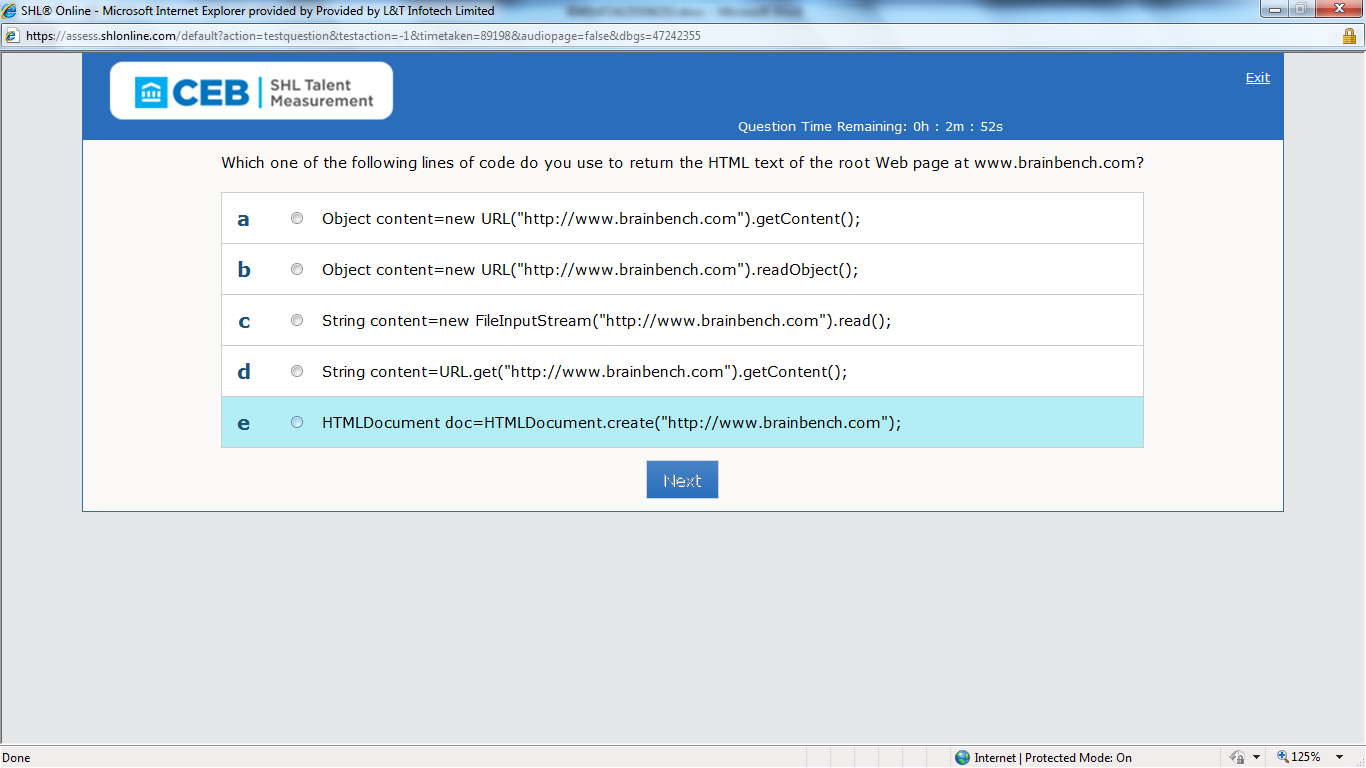 SHL® Online - Microsoft Internet Explorer provided by Provided by L&T Infotech Limited
https://assess.shlonline.com/default?action=testquestion&testaction=-1&timetaken=89198&audiopage=false&dbgs=47242355
CEB SHL Talent Measurement
Exit
Question Time Remaining: 0h : 2m : 52s
Which one of the following lines of code do you use to return the HTML text of the root Web page at www.brainbench.com?
a Object content=new URL("http://www.brainbench.com").getContent();
b Object content=new URL("http://www.brainbench.com").readObject();
c String content=new FileInputStream("http://www.brainbench.com").read();
d String content=URL.get("http://www.brainbench.com").getContent();
e HTMLDocument doc=HTMLDocument.create("http://www.brainbench.com");
Next
Done
Internet | Protected Mode: On
125%